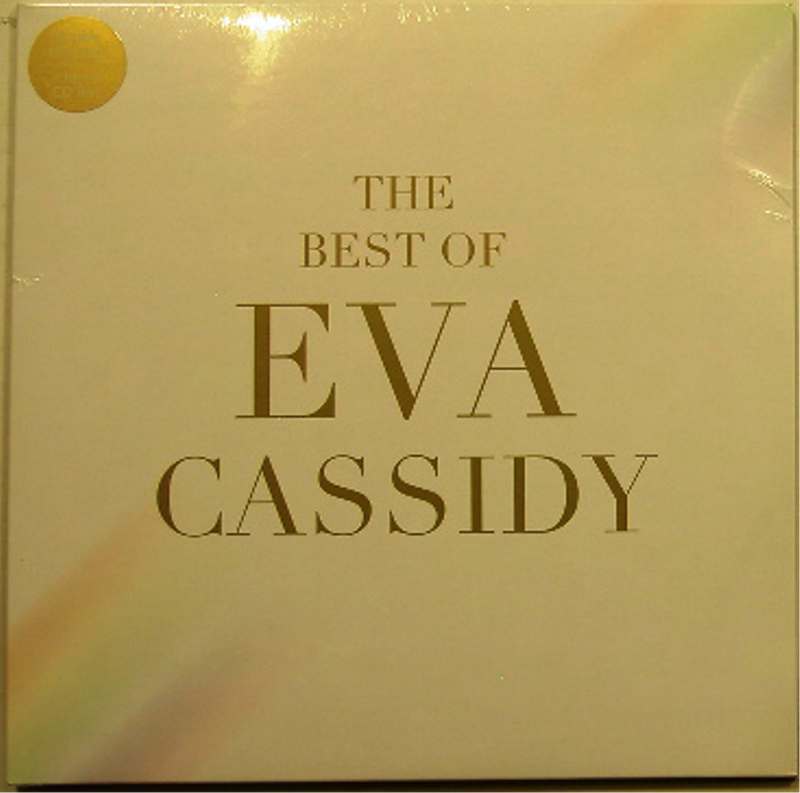 THE
BEST OF
EVA
CASSIDY